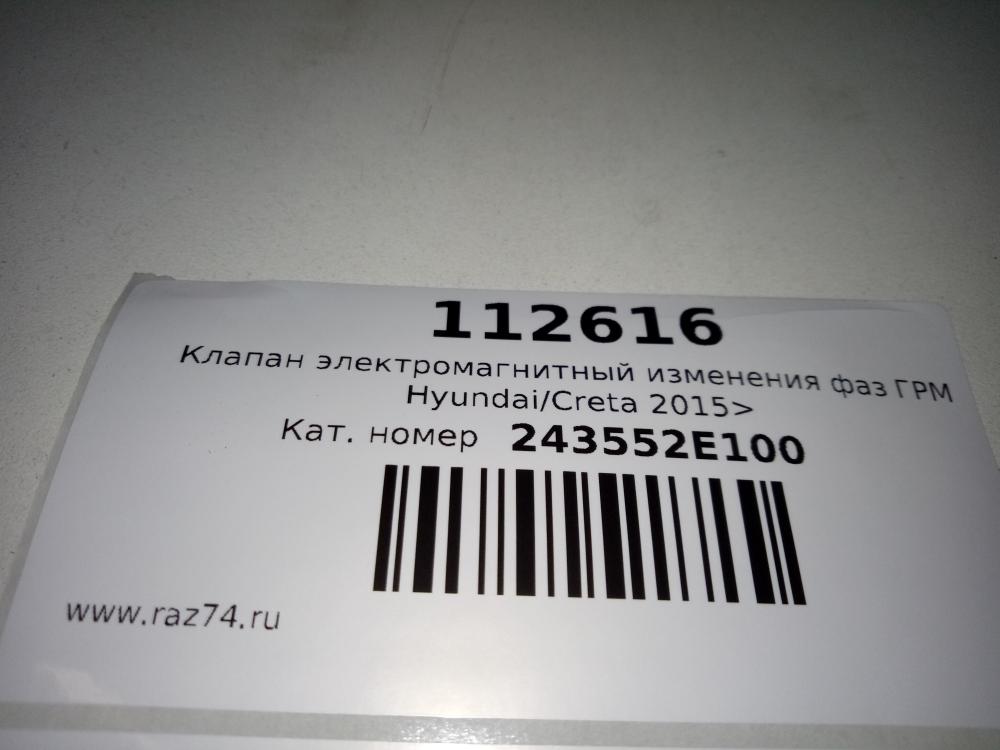 112616
Клапан электромагнитный изменения фаз ГРМ
Hyundai/Creta 2015>
Кат. номер 243552E100
www.raz74.ru